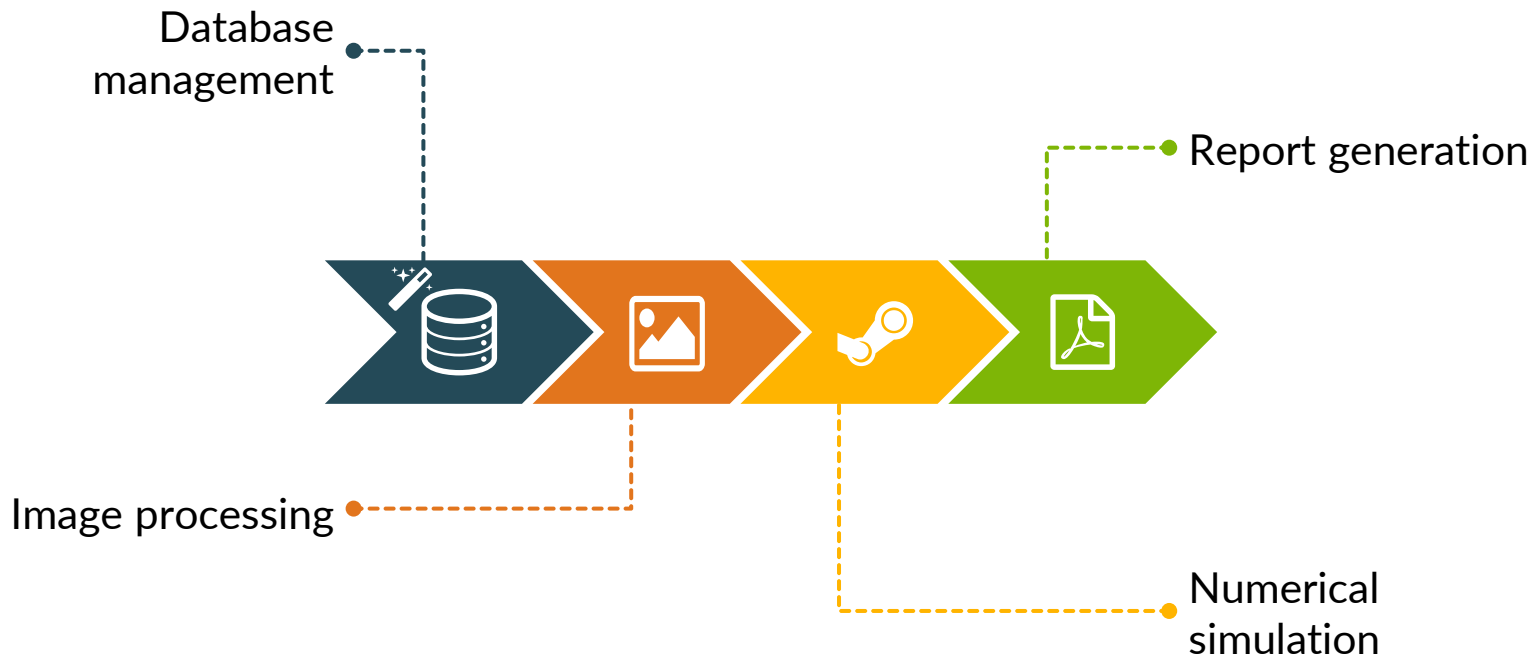 Database
management
Report generation
Image processing
Numerical
simulation